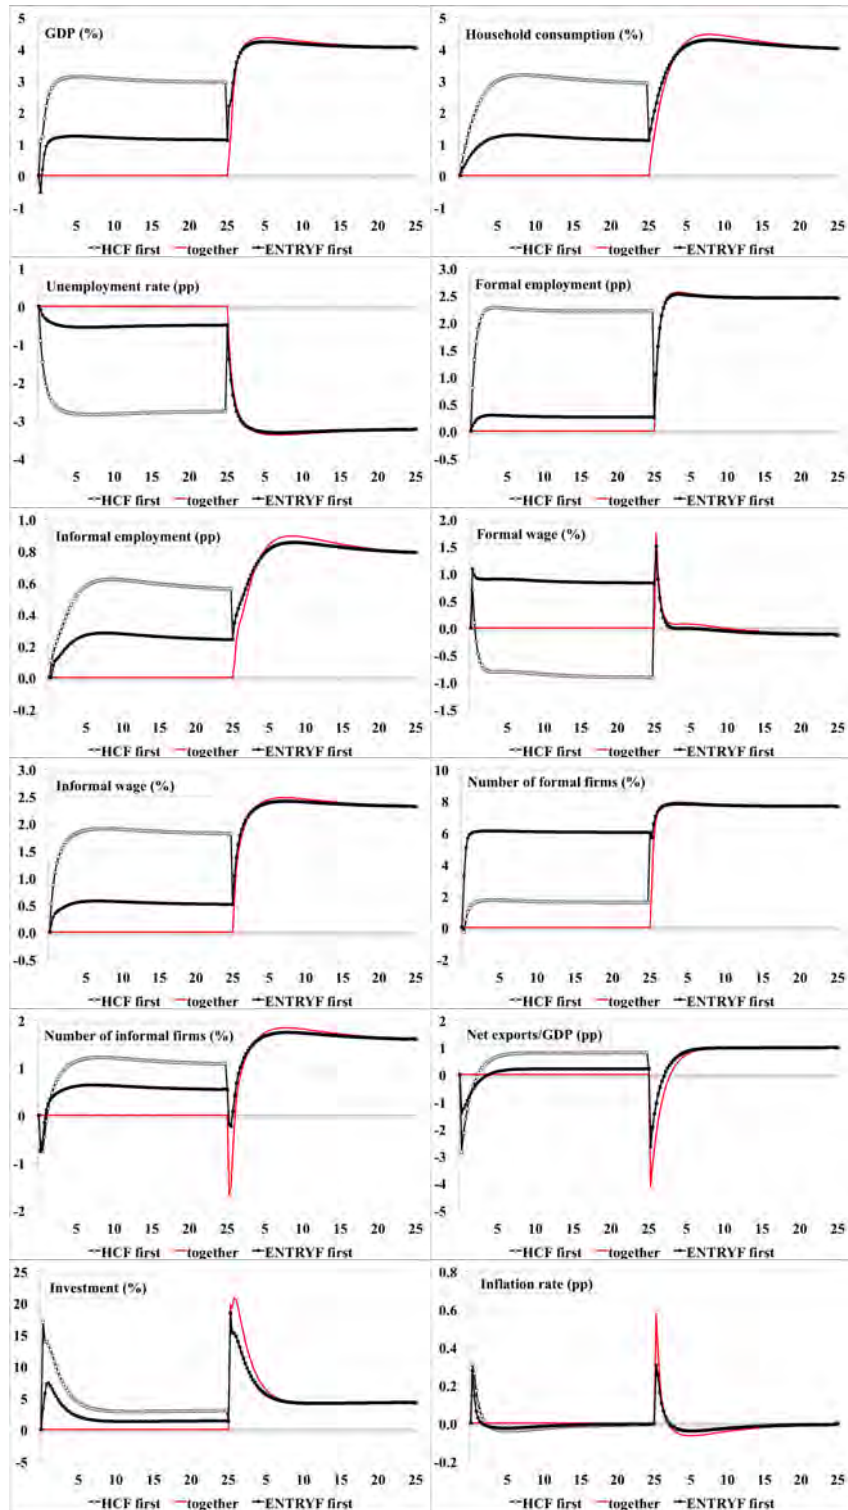 GDP (%)
5
4
3
2
1
0
-1
5 10 15 20 25 5 10 15 20 25
HCF first together ENTRYF first
Household consumption (%)
5
4
3
2
1
0
-1
5 10 15 20 25 5 10 15 20 25
HCF first together ENTRYF first
Unemployment rate (pp)
1
0
-1
-2
-3
-4
5 10 15 20 25 5 10 15 20 25
HCF first together ENTRYF first
Formal employment (pp)
3.0
2.5
2.0
1.5
1.0
0.5
0.0
-0.5
5 10 15 20 25 5 10 15 20 25
HCF first together ENTRYF first
Informal employment (pp)
1.0
0.8
0.6
0.4
0.2
0.0
-0.2
5 10 15 20 25 5 10 15 20 25
HCF first together ENTRYF first
Formal wage (%)
2.0
1.5
1.0
0.5
0.0
-0.5
-1.0
-1.5
5 10 15 20 25 5 10 15 20 25
HCF first together ENTRYF first
Informal wage (%)
3.0
2.5
2.0
1.5
1.0
0.5
0.0
-0.5
5 10 15 20 25 5 10 15 20 25
HCF first together ENTRYF first
Number of formal firms (%)
10
8
6
4
2
0
-2
5 10 15 20 25 5 10 15 20 25
HCF first together ENTRYF first
Number of informal firms (%)
2
1
0
-1
-2
5 10 15 20 25 5 10 15 20 25
HCF first together ENTRYF first
Net exports/GDP (pp)
2
1
0
-1
-2
-3
-4
-5
5 10 15 20 25 5 10 15 20 25
HCF first together ENTRYF first
Investment (%)
25
20
15
10
5
0
-5
5 10 15 20 25 5 10 15 20 25
HCF first together ENTRYF first
Inflation rate (pp)
0.8
0.6
0.4
0.2
0.0
-0.2
5 10 15 20 25 5 10 15 20 25
HCF first together ENTRYF first